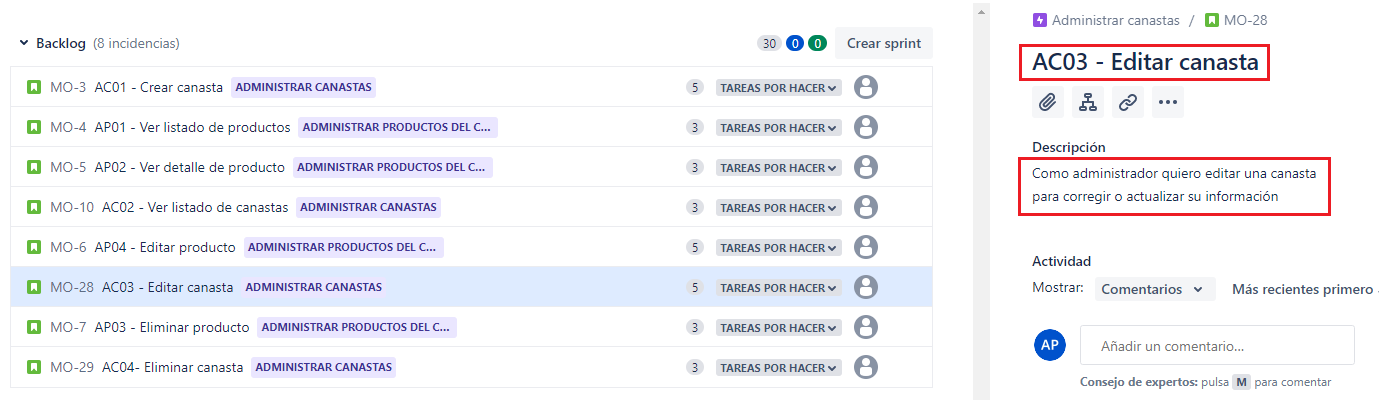 Backlog (8 incidencias) 30 0 0 Crear sprint
MO-3 AC01 - Crear canasta ADMINISTRAR CANASTAS 5 TAREAS POR HACER
MO-4 AP01 - Ver listado de productos ADMINISTRAR PRODUCTOS DEL C... 3 TAREAS POR HACER
MO-5 AP02 - Ver detalle de producto ADMINISTRAR PRODUCTOS DEL C... 3 TAREAS POR HACER
MO-10 AC02 - Ver listado de canastas ADMINISTRAR CANASTAS 3 TAREAS POR HACER
MO-6 AP04 - Editar producto ADMINISTRAR PRODUCTOS DEL C... 5 TAREAS POR HACER
MO-28 AC03 - Editar canasta ADMINISTRAR CANASTAS 5 TAREAS POR HACER
MO-7 AP03 - Eliminar producto ADMINISTRAR PRODUCTOS DEL C... 3 TAREAS POR HACER
MO-29 AC04- Eliminar canasta ADMINISTRAR CANASTAS 3 TAREAS POR HACER
Administrar canastas / MO-28
AC03 - Editar canasta
Descripción
Como administrador quiero editar una canasta
para corregir o actualizar su información
Actividad
Mostrar: Comentarios Más recientes primero
AP Añadir un comentario...
Consejo de expertos: pulsa M para comentar